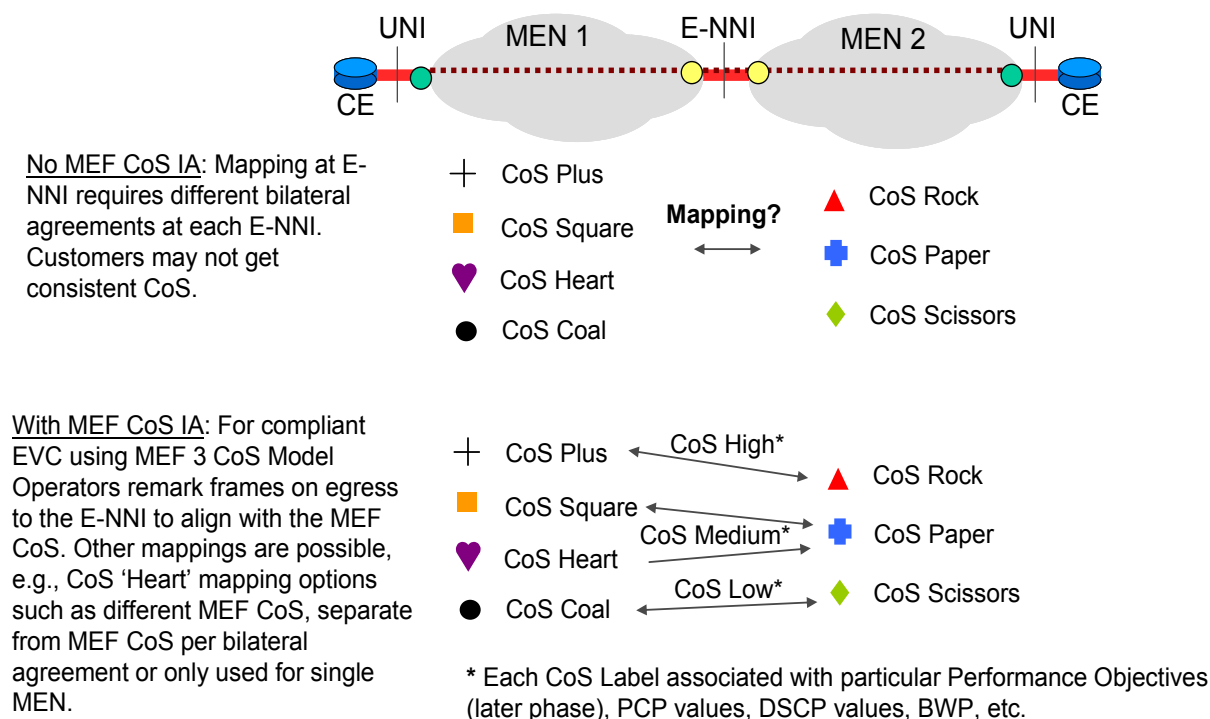 UNI
MEN 1
E-NNI
MEN 2
UNI
CE
CE
No MEF CoS IA: Mapping at E-
NNI requires different bilateral
agreements at each E-NNI.
Customers may not get
consistent CoS.
CoS Plus
CoS Square
CoS Heart
CoS Coal
Mapping?
CoS Rock
CoS Paper
CoS Scissors
With MEF CoS IA: For compliant
EVC using MEF 3 CoS Model
Operators remark frames on egress
to the E-NNI to align with the MEF
CoS. Other mappings are possible,
e.g., CoS ‘Heart’ mapping options
such as different MEF CoS, separate
from MEF CoS per bilateral
agreement or only used for single
MEN.
CoS Plus
CoS Square
CoS Heart
CoS Coal
CoS High*
CoS Medium*
CoS Low*
CoS Rock
CoS Paper
CoS Scissors
* Each CoS Label associated with particular Performance Objectives
(later phase), PCP values, DSCP values, BWP, etc.